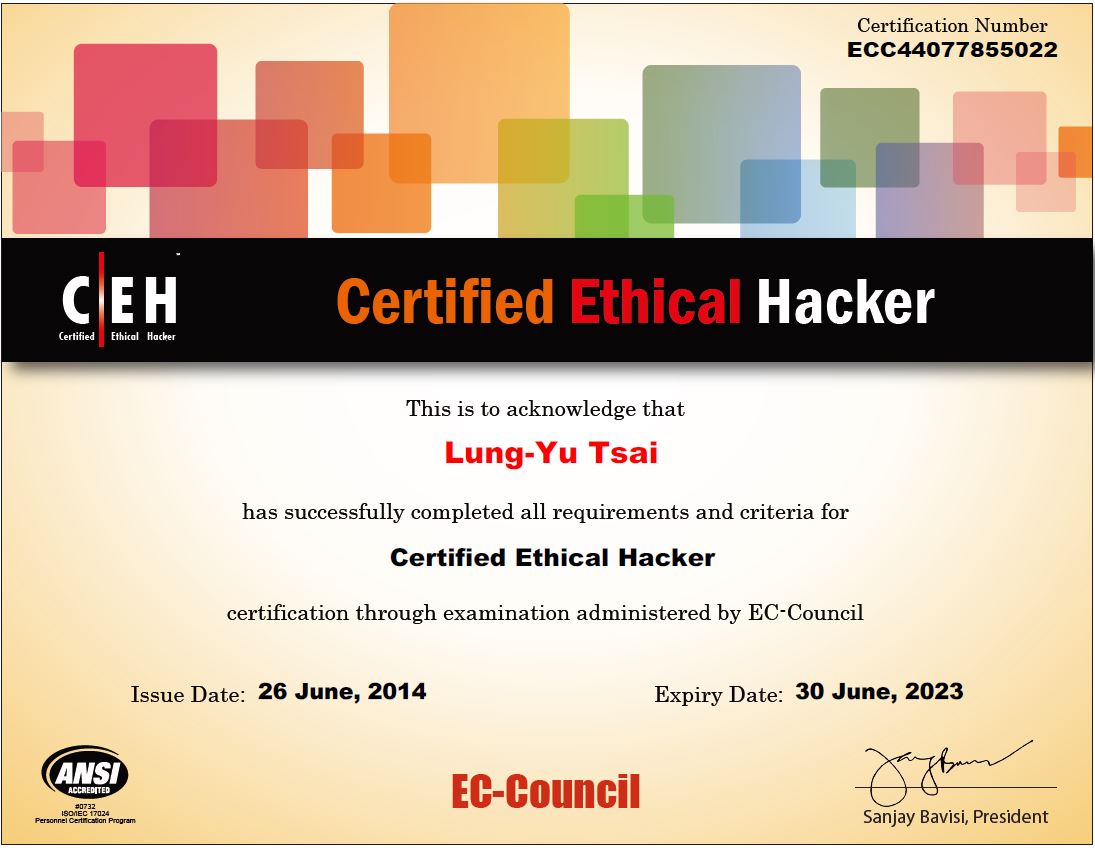 Certification Number
ECC44077855022
C EH
Certified Ethical Hacker
Certified Ethical Hacker
This is to acknowledge that
Lung-Yu Tsai
has successfully completed all requirements and criteria for
Certified Ethical Hacker
certification through examination administered by EC-Council
Issue Date: 26 June, 2014
Expiry Date: 30 June, 2023
ANSI
ACCREDITED
#0732
ISO/IEC 17024
Personnel Certification Program
EC-Council
Sanjay Bavisi, President